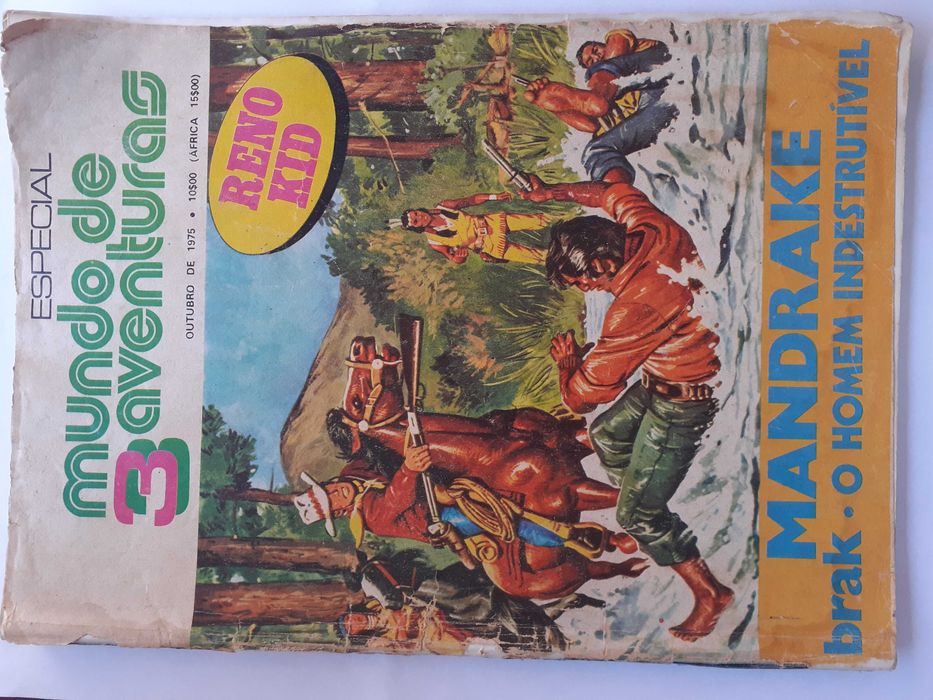 ESPECIAL
mundo de
3 aventuras
OUTUBRO DE 1975 • 10$00 (ÁFRICA 15$00)
RENO
KID
MANDRAKE
brak • O HOMEM INDESTRUTÍVEL